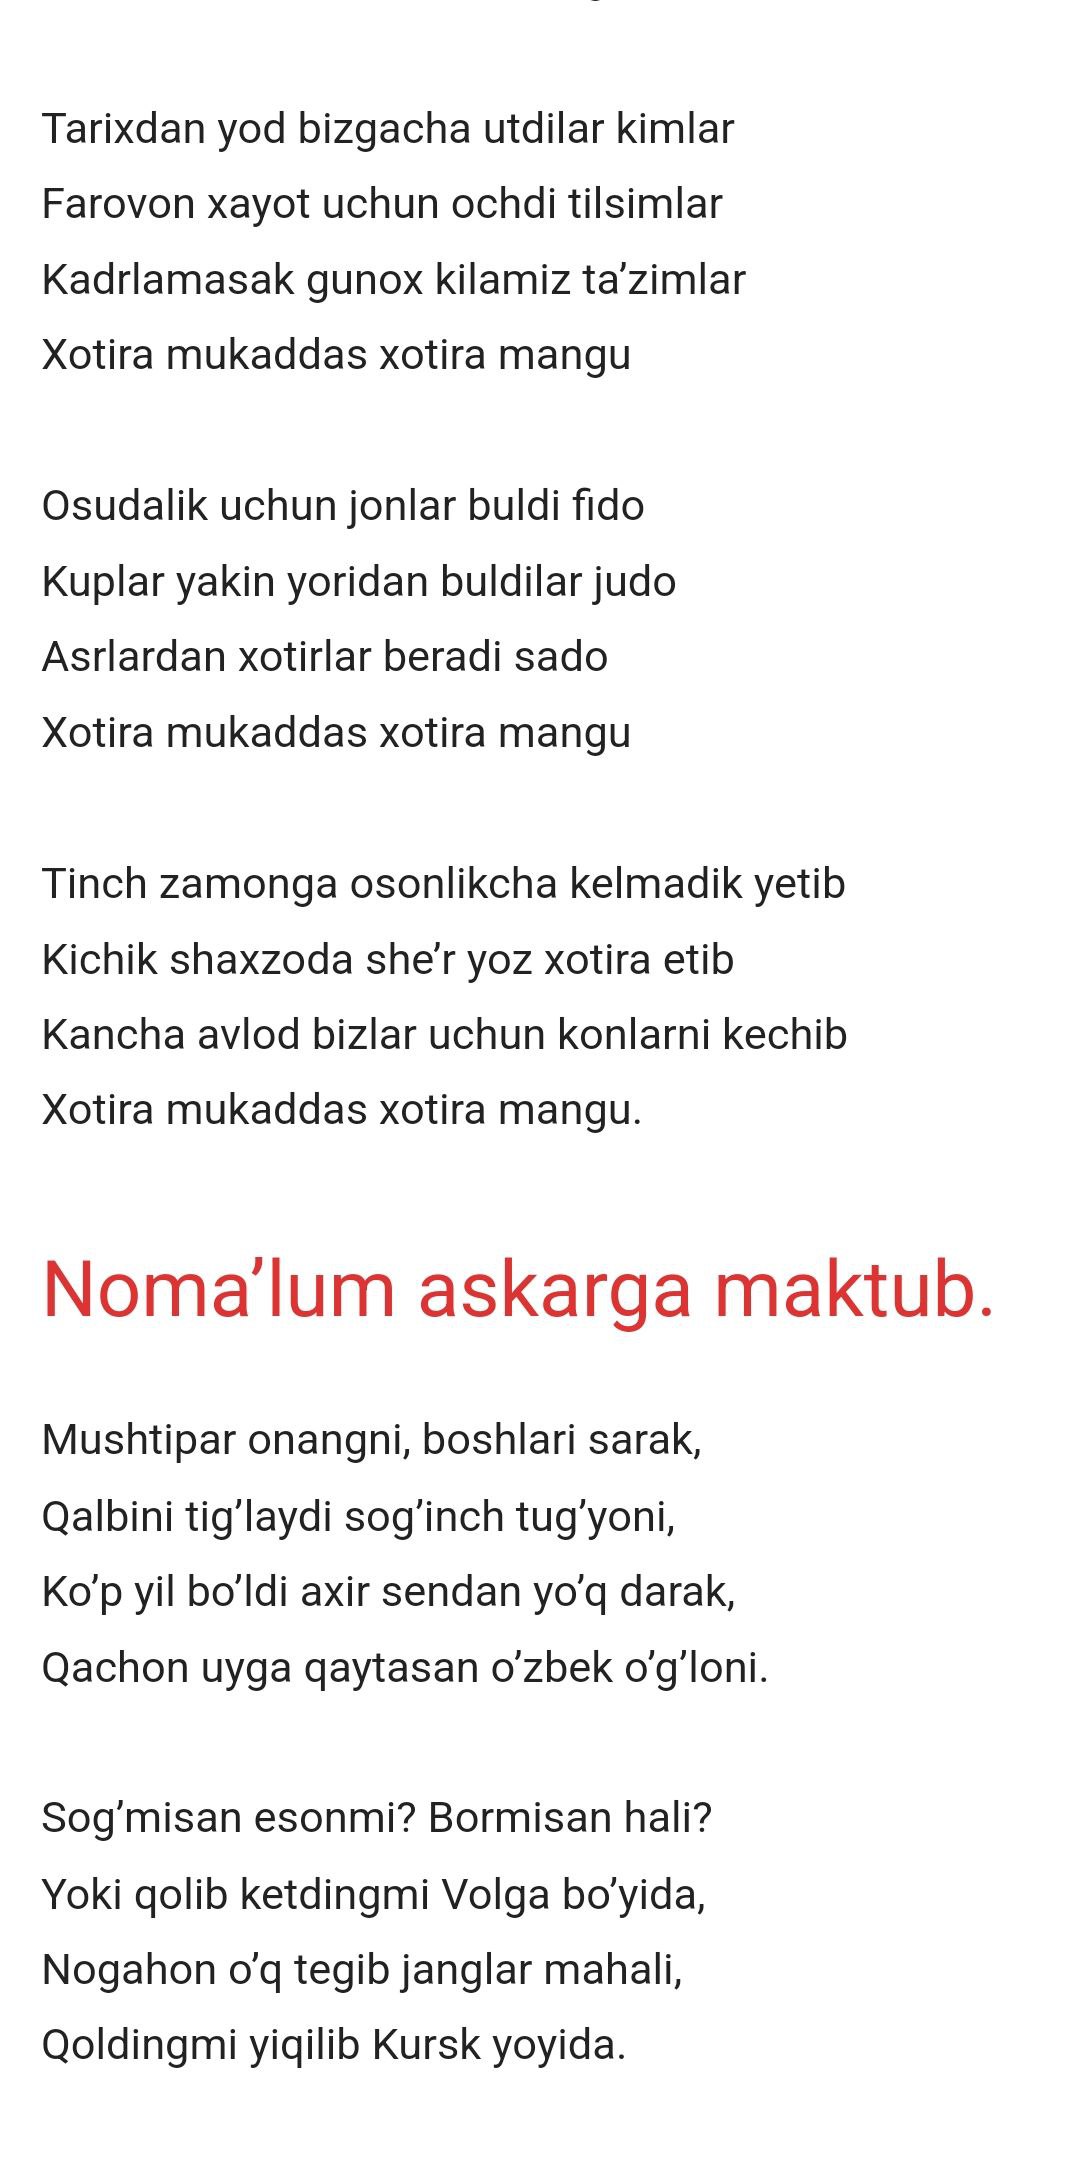 Tarixdan yod bizgacha utdilar kimlar
Farovon xayot uchun ochdi tilsimlar
Kadrlamasak gunox kilamiz ta’zimlar
Xotira mukaddas xotira mangu
Osudalik uchun jonlar buldi fido
Kuplar yakin yoridan buldilar judo
Asrlardan xotirlar beradi sado
Xotira mukaddas xotira mangu
Tinch zamonga osonlikcha kelmadik yetib
Kichik shaxzoda she’r yoz xotira etib
Kancha avlod bizlar uchun konlarni kechib
Xotira mukaddas xotira mangu.
Noma’lum askarga maktub.
Mushtipar onangni, boshlari sarak,
Qalbini tig’laydi sog’inch tug’yoni,
Ko’p yil bo’ldi axir sendan yo’q darak,
Qachon uyga qaytasan o’zbek o’g’loni.
Sog’misan esonmi? Bormisan hali?
Yoki qolib ketdingmi Volga bo’yida,
Nogahon o’q tegib janglar mahali,
Qoldingmi yiqilib Kursk yoyida.